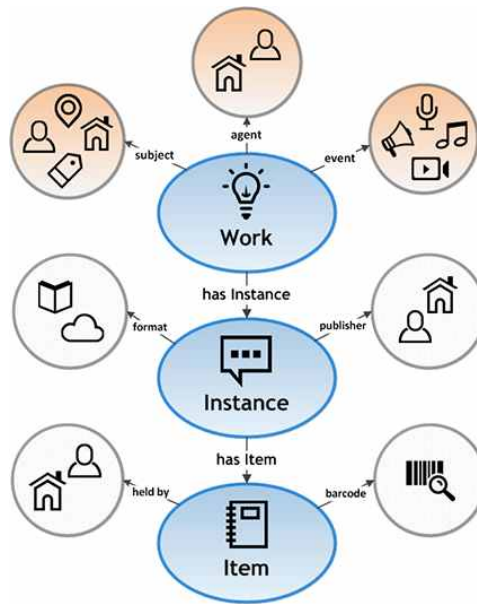 agent
subject
event
Work
has Instance
format
publisher
Instance
has Item
held by
barcode
Item